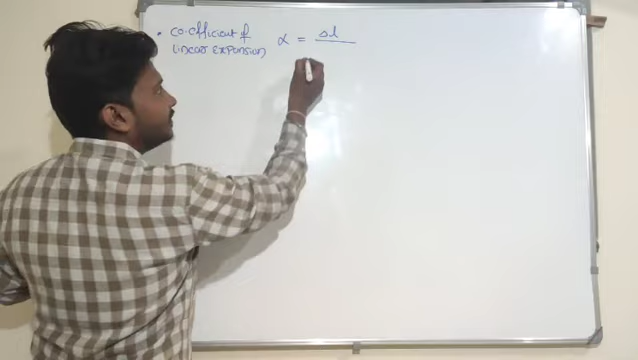 • co.efficient of α = Δl
linear expansion